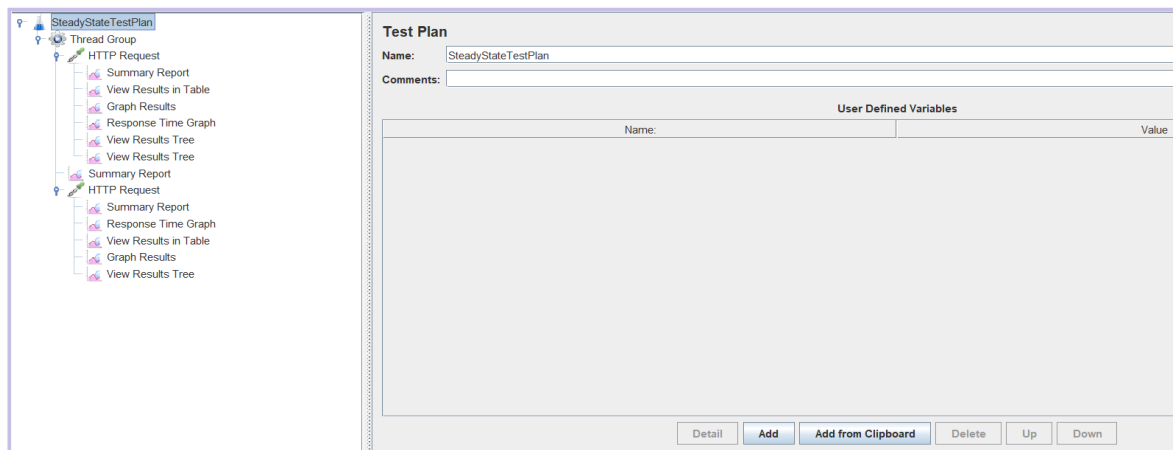 SteadyStateTestPlan
Thread Group
HTTP Request
Summary Report
View Results in Table
Graph Results
Response Time Graph
View Results Tree
View Results Tree
Summary Report
HTTP Request
Summary Report
Response Time Graph
View Results in Table
Graph Results
View Results Tree
Test Plan
Name: SteadyStateTestPlan
Comments:
User Defined Variables
Name: Value
Detail Add Add from Clipboard Delete Up Down